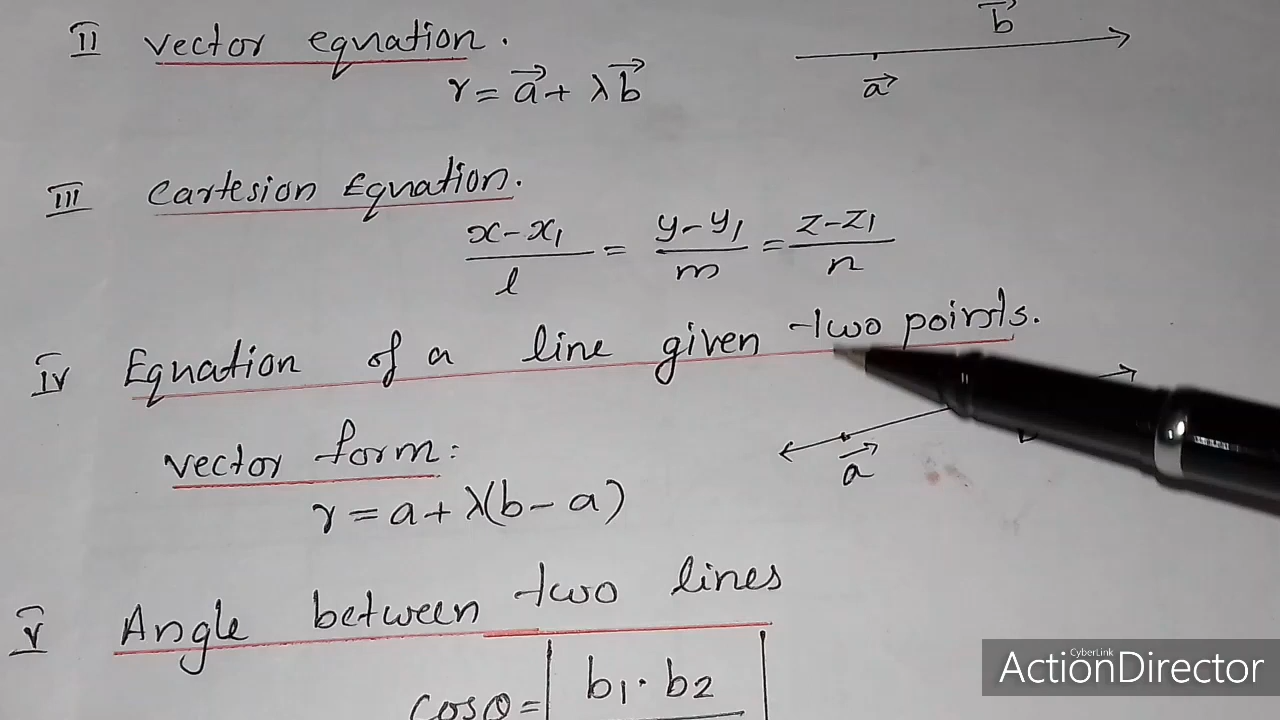 II vector equation.
b
r = a + λb
a
III Cartesion Equation.
x-x1 / l = y-y1 / m = z-z1 / n
IV Equation of a line given two points.
vector form:
a
r = a + λ(b - a)
V Angle between two lines
cosθ = | b1 · b2 |
CyberLink
ActionDirector